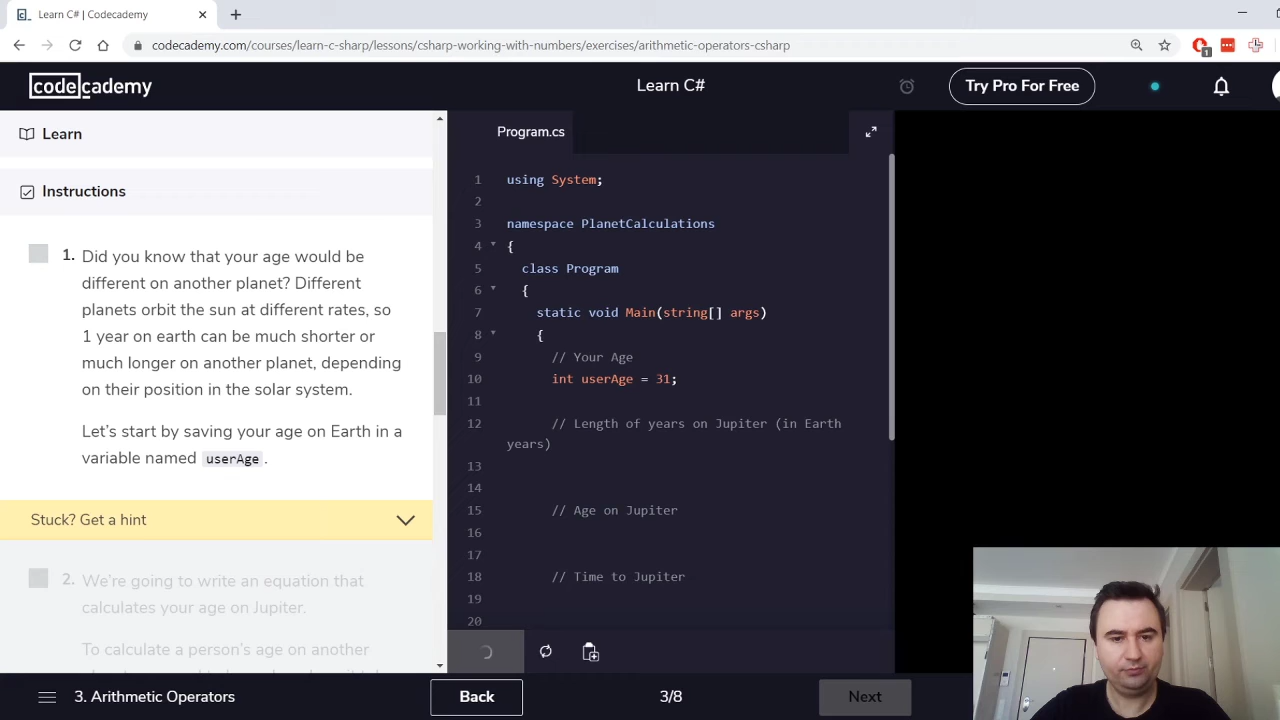 Learn C# | Codecademy
codecademy.com/courses/learn-c-sharp/lessons/csharp-working-with-numbers/exercises/arithmetic-operators-csharp
1
codecademy
Learn C#
Try Pro For Free
Learn
Instructions
1. Did you know that your age would be
different on another planet? Different
planets orbit the sun at different rates, so
1 year on earth can be much shorter or
much longer on another planet, depending
on their position in the solar system.
Let's start by saving your age on Earth in a
variable named userAge.
Stuck? Get a hint
2. We're going to write an equation that
calculates your age on Jupiter.
To calculate a person's age on another
Program.cs
1 using System;
2
3 namespace PlanetCalculations
4 {
5 class Program
6 {
7 static void Main(string[] args)
8 {
9 // Your Age
10 int userAge = 31;
11
12 // Length of years on Jupiter (in Earth
years)
13
14
15 // Age on Jupiter
16
17
18 // Time to Jupiter
19
20
3. Arithmetic Operators
Back
3/8
Next